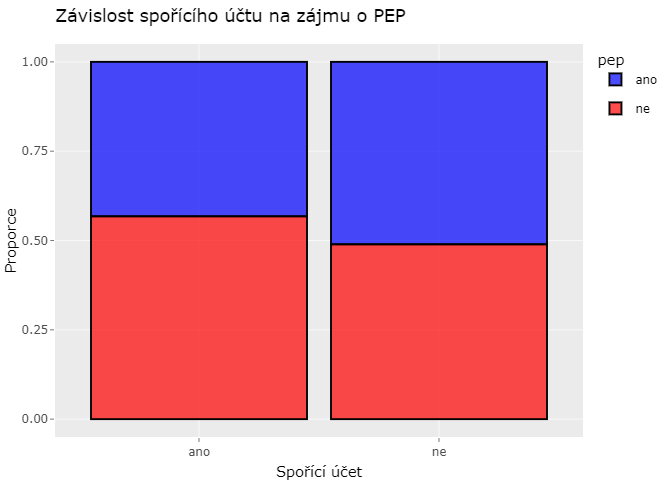 Závislost spořícího účtu na zájmu o PEP
1.00
0.75
0.50
0.25
0.00
Proporce
ano
ne
Spořící účet
pep
ano
ne